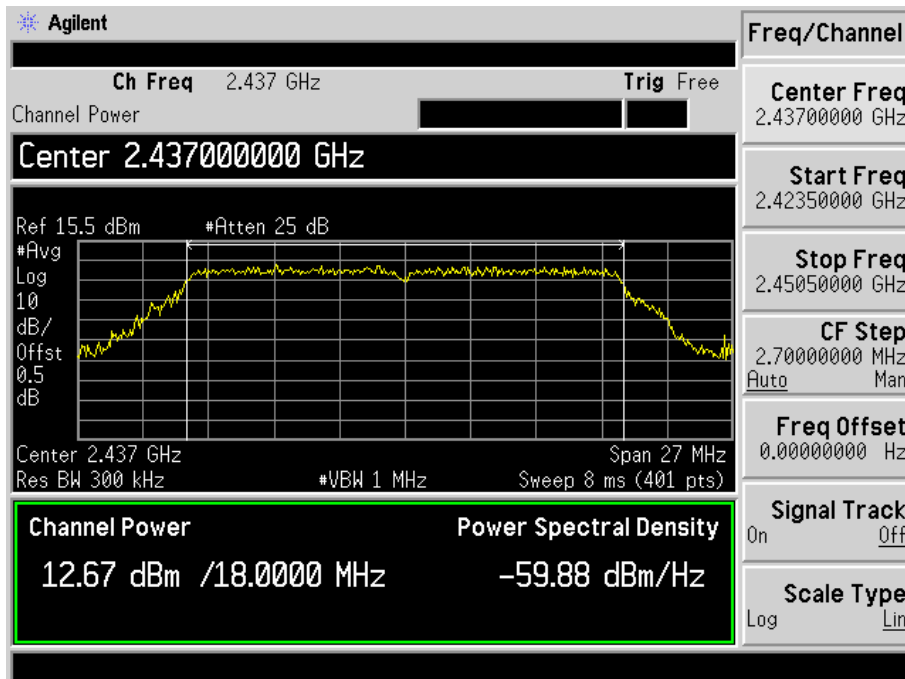 Agilent
Ch Freq 2.437 GHz Trig Free
Channel Power
Center 2.437000000 GHz
Ref 15.5 dBm #Atten 25 dB
#Avg
Log
10
dB/
Offst
0.5
dB
Center 2.437 GHz Span 27 MHz
Res BW 300 kHz #VBW 1 MHz Sweep 8 ms (401 pts)
Channel Power Power Spectral Density
12.67 dBm /18.0000 MHz -59.88 dBm/Hz
Freq/Channel
Center Freq
2.43700000 GHz
Start Freq
2.42350000 GHz
Stop Freq
2.45050000 GHz
CF Step
2.70000000 MHz
Auto Man
Freq Offset
0.00000000 Hz
Signal Track
On Off
Scale Type
Log Lin